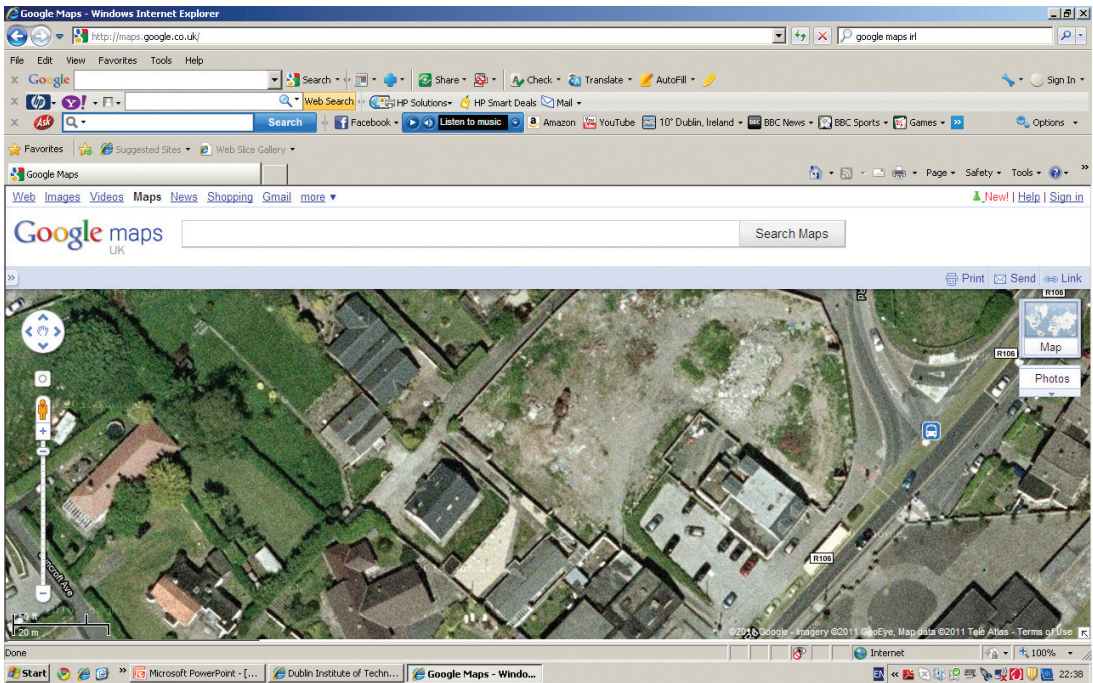 Google Maps - Windows Internet Explorer
http://maps.google.co.uk/
google maps irl
File Edit View Favorites Tools Help
Google Search Share Check Translate AutoFill Sign In
Web Search HP Solutions HP Smart Deals Mail
Ask Search Facebook Listen to music Amazon YouTube 10° Dublin, Ireland BBC News BBC Sports Games Options
Favorites Suggested Sites Web Slice Gallery
Google Maps Page Safety Tools
Web Images Videos Maps News Shopping Gmail more New! | Help | Sign in
Google maps
UK
Search Maps
Print Send Link
R106
Rd
Map
R106
Photos
R106
ncroft Ave
20 m
©2010 Google - Imagery ©2011 GeoEye, Map data ©2011 Tele Atlas - Terms of Use
Done Internet 100%
Start Microsoft PowerPoint - [... Dublin Institute of Techn... Google Maps - Windo... EN 22:38